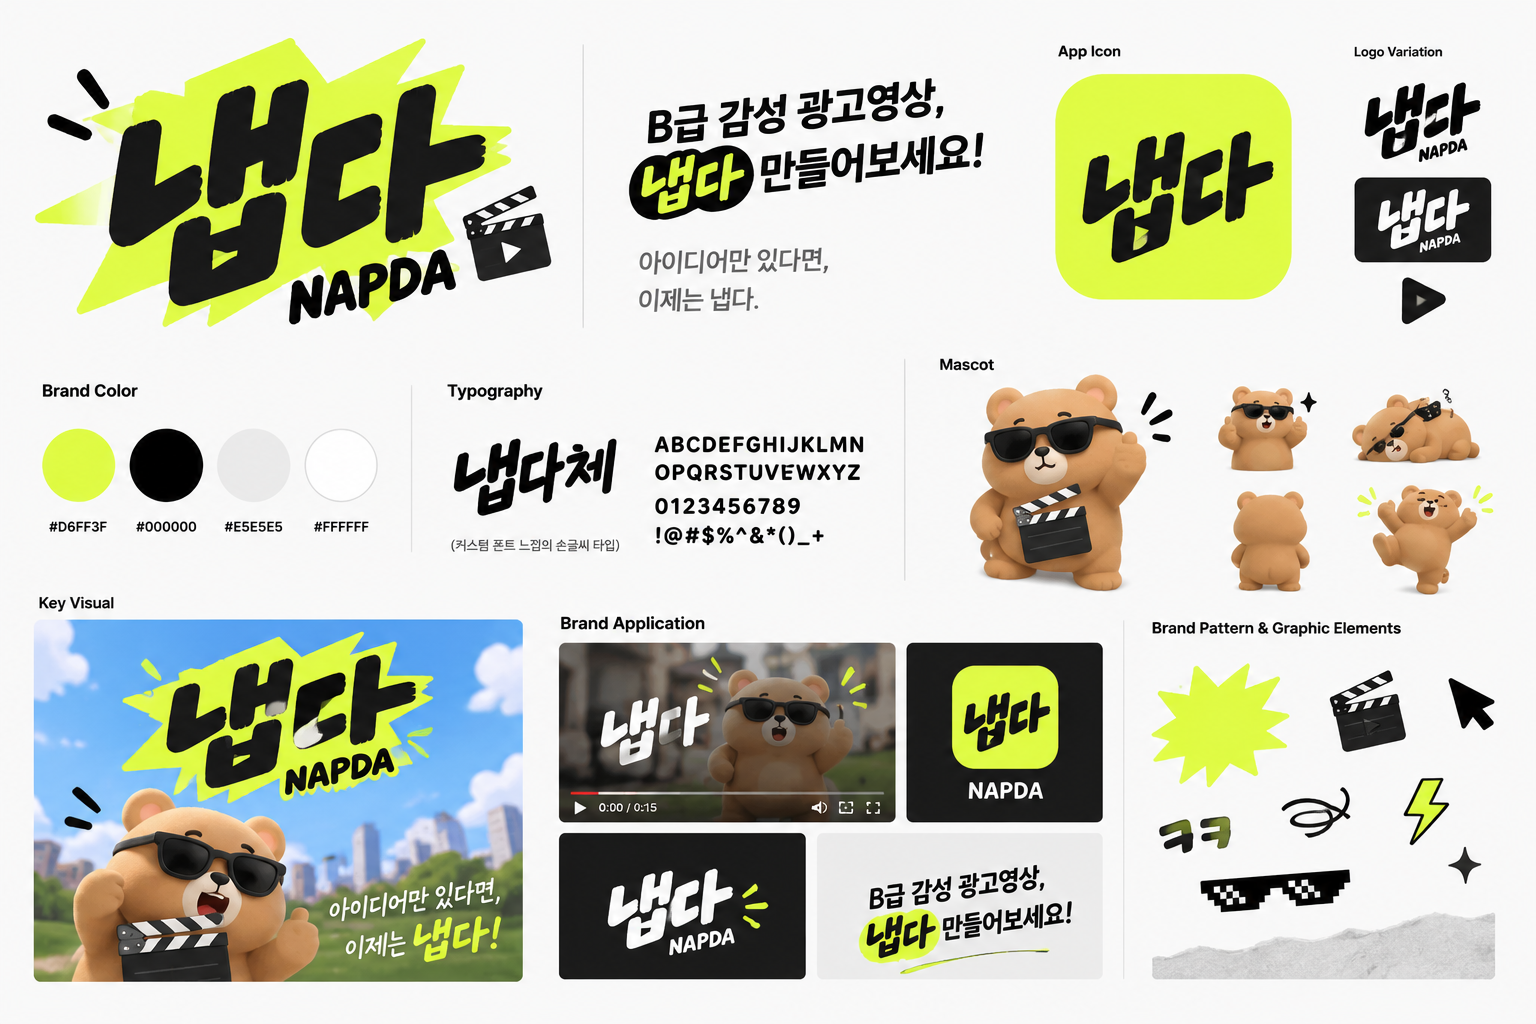 냅다
NAPDA
B급 감성 광고영상,
냅다 만들어보세요!
아이디어만 있다면,
이제는 냅다.
App Icon
냅다
Logo Variation
냅다
NAPDA
냅다
NAPDA
Brand Color
#D6FF3F
#000000
#E5E5E5
#FFFFFF
Typography
냅다체
(커스텀 폰트 느낌의 손글씨 타입)
ABCDEFGHIJKLMN
OPQRSTUVEWXYZ
0123456789
!@#$%^&*()_+
Mascot
Key Visual
냅다
NAPDA
아이디어만 있다면,
이제는 냅다!
Brand Application
냅다
0:00 / 0:15
냅다
NAPDA
냅다
NAPDA
B급 감성 광고영상,
냅다 만들어보세요!
Brand Pattern & Graphic Elements
ㅋㅋ